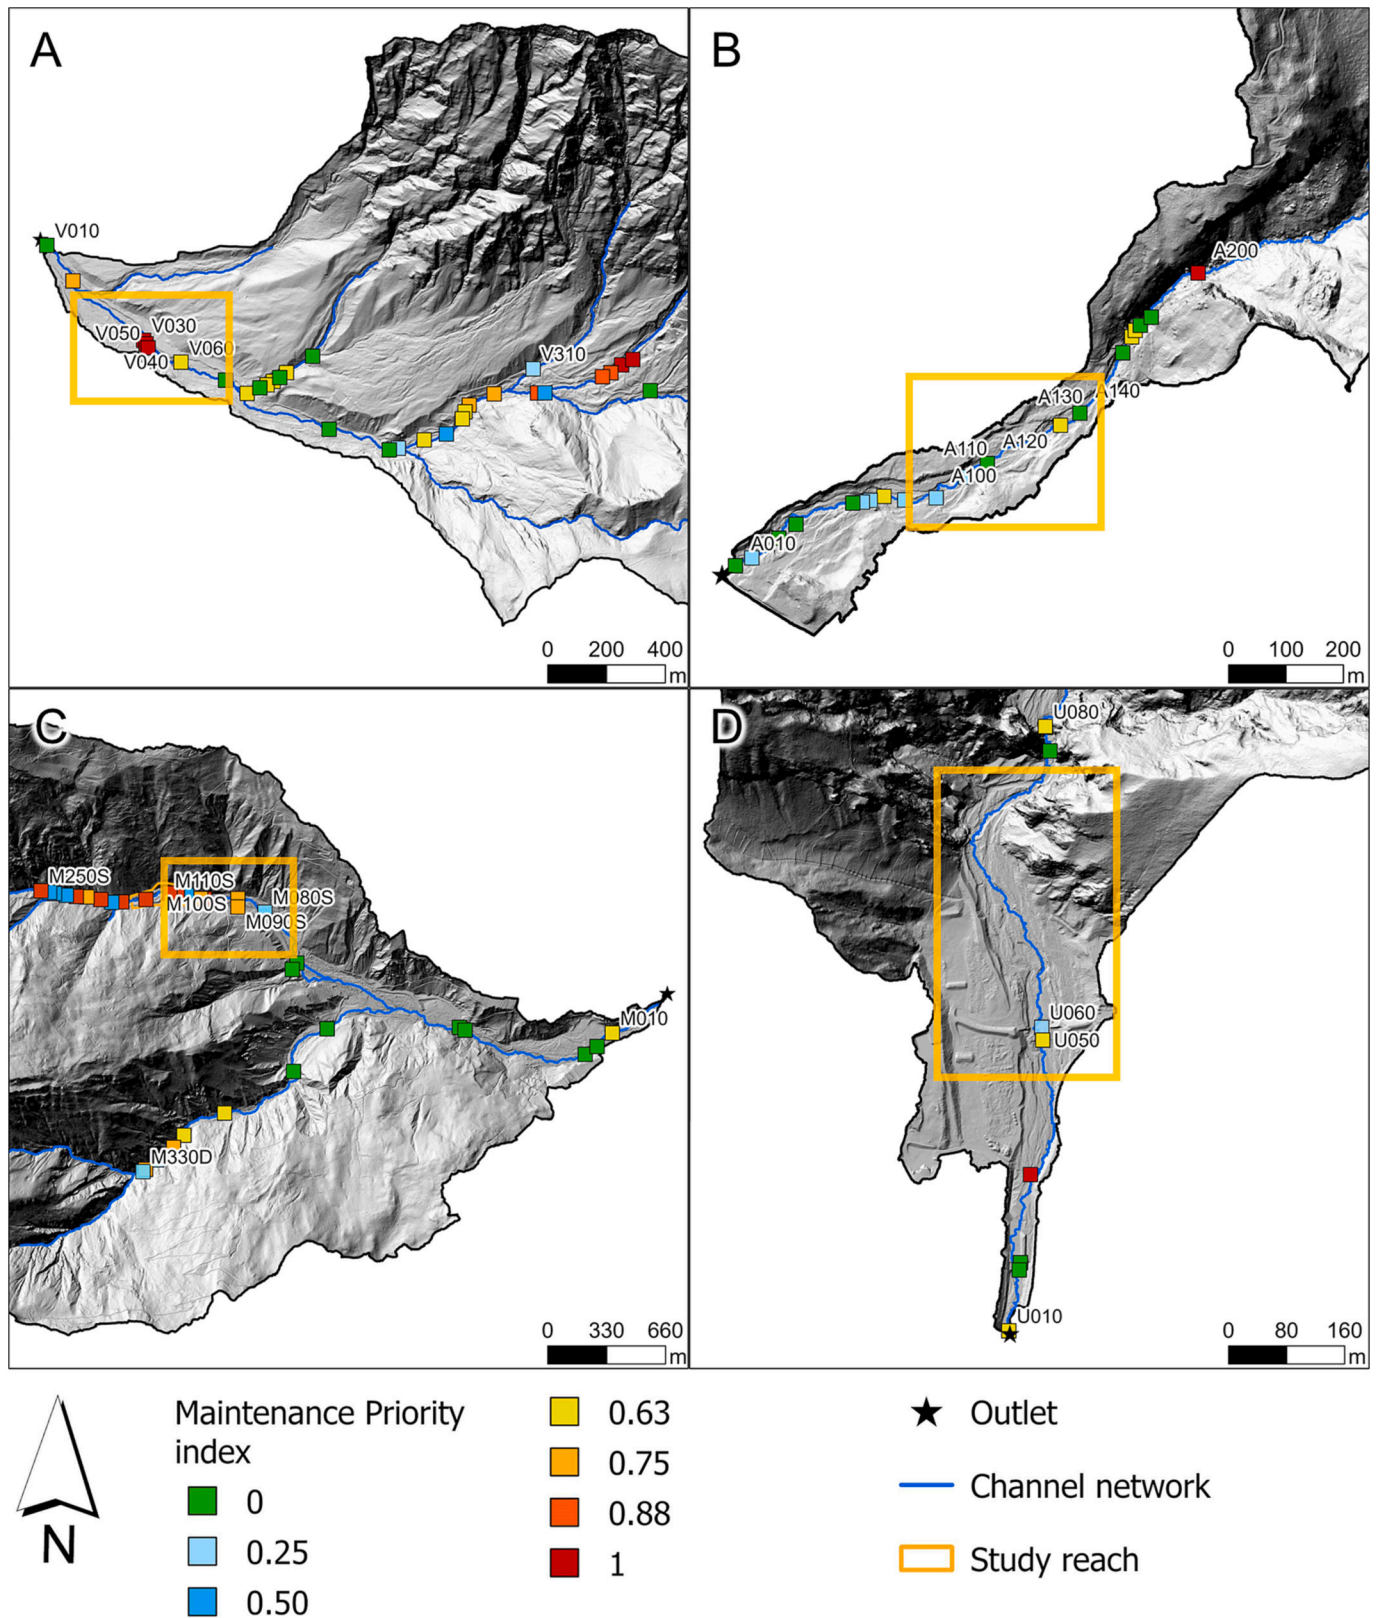 A
V010
V030
V050
V060
V040
V310
0 200 400
m
B
A200
A140
A130
A120
A110
A100
A010
0 100 200
m
C
M250S
M110S
M080S
M100S
M090S
M010
M330D
0 330 660
m
D
U080
U060
U050
U010
0 80 160
m
N
Maintenance Priority
index
0
0.25
0.50
0.63
0.75
0.88
1
Outlet
Channel network
Study reach